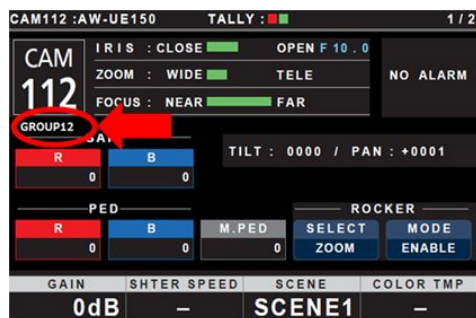 CAM112 :AW-UE150 TALLY : 1/2
CAM 112
IRIS : CLOSE OPEN F 10 . 0
ZOOM : WIDE TELE
FOCUS : NEAR FAR
NO ALARM
GROUP12
R B
0 0
TILT : 0000 / PAN : +0001
PED
R B M.PED
0 0 0
ROCKER
SELECT MODE
ZOOM ENABLE
GAIN SHTER SPEED SCENE COLOR TMP
0dB – SCENE1 –